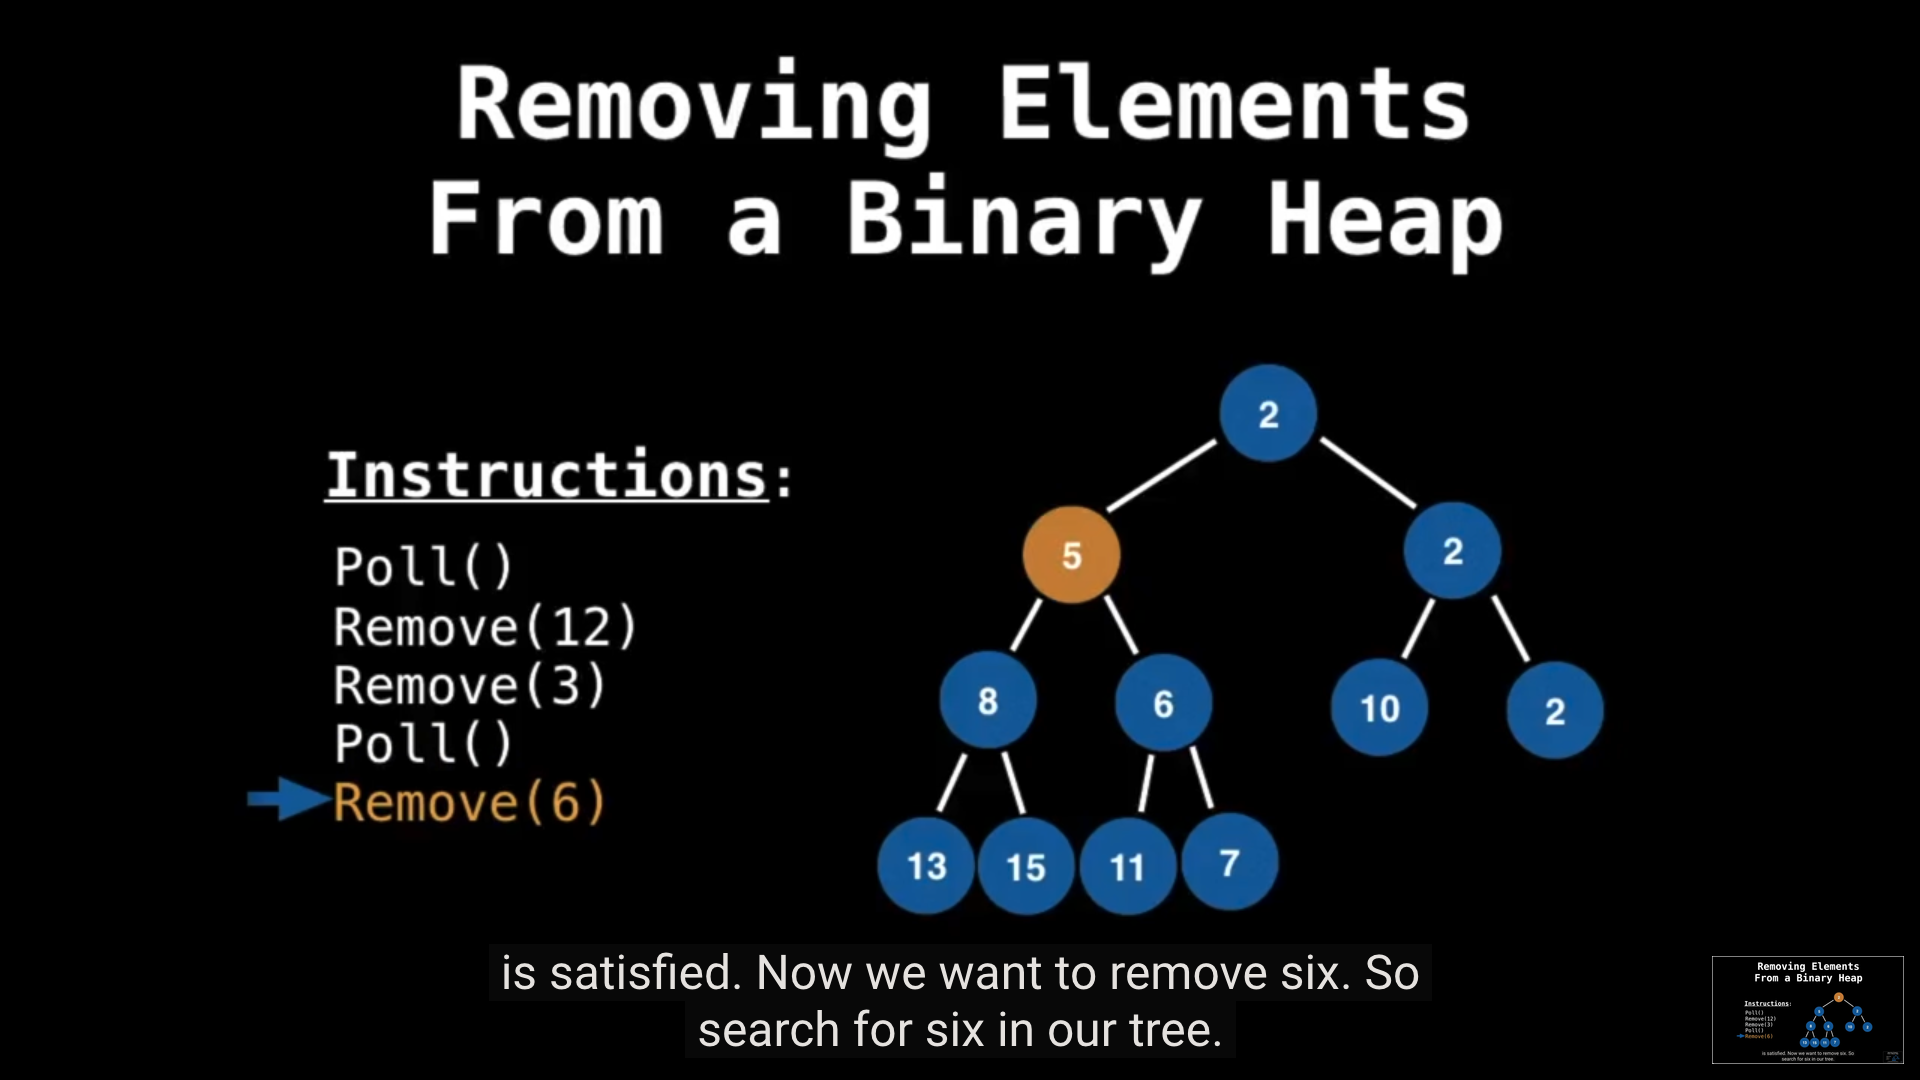 Removing Elements
From a Binary Heap
Instructions:
Poll()
Remove(12)
Remove(3)
Poll()
Remove(6)
2
5
2
8
6
10
2
13
15
11
7
is satisfied. Now we want to remove six. So
search for six in our tree.
Removing Elements
From a Binary Heap
Instructions:
Poll()
Remove(12)
Remove(3)
Poll()
Remove(6)
is satisfied. Now we want to remove six. So
search for six in our tree.